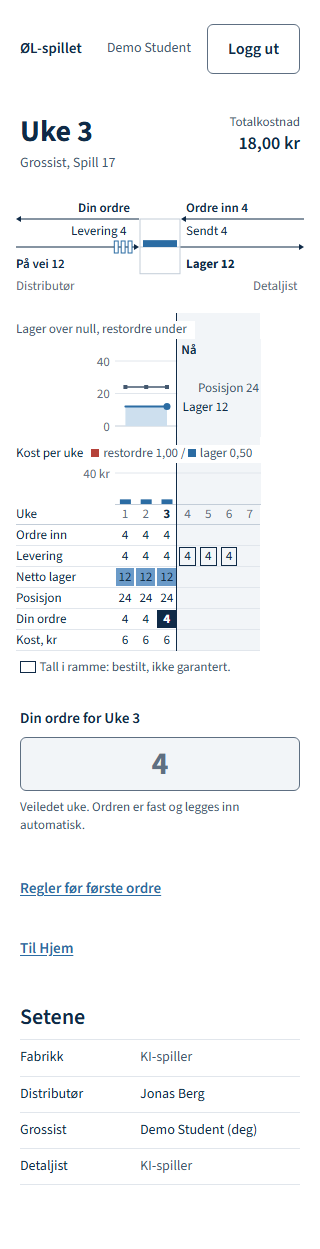 ØL-spillet Demo Student Logg ut
Uke 3 Totalkostnad
Grossist, Spill 17 18,00 kr
Din ordre Ordre inn 4
Levering 4 Sendt 4
På vei 12 Lager 12
Distributør Detaljist
Lager over null, restordre under
Nå
40
Posisjon 24
20
Lager 12
0
Kost per uke restordre 1,00 / lager 0,50
40 kr
Uke 1 2 3 4 5 6 7
Ordre inn 4 4 4
Levering 4 4 4 4 4 4
Netto lager 12 12 12
Posisjon 24 24 24
Din ordre 4 4 4
Kost, kr 6 6 6
Tall i ramme: bestilt, ikke garantert.
Din ordre for Uke 3
4
Veiledet uke. Ordren er fast og legges inn
automatisk.
Regler før første ordre
Til Hjem
Setene
Fabrikk KI-spiller
Distributør Jonas Berg
Grossist Demo Student (deg)
Detaljist KI-spiller